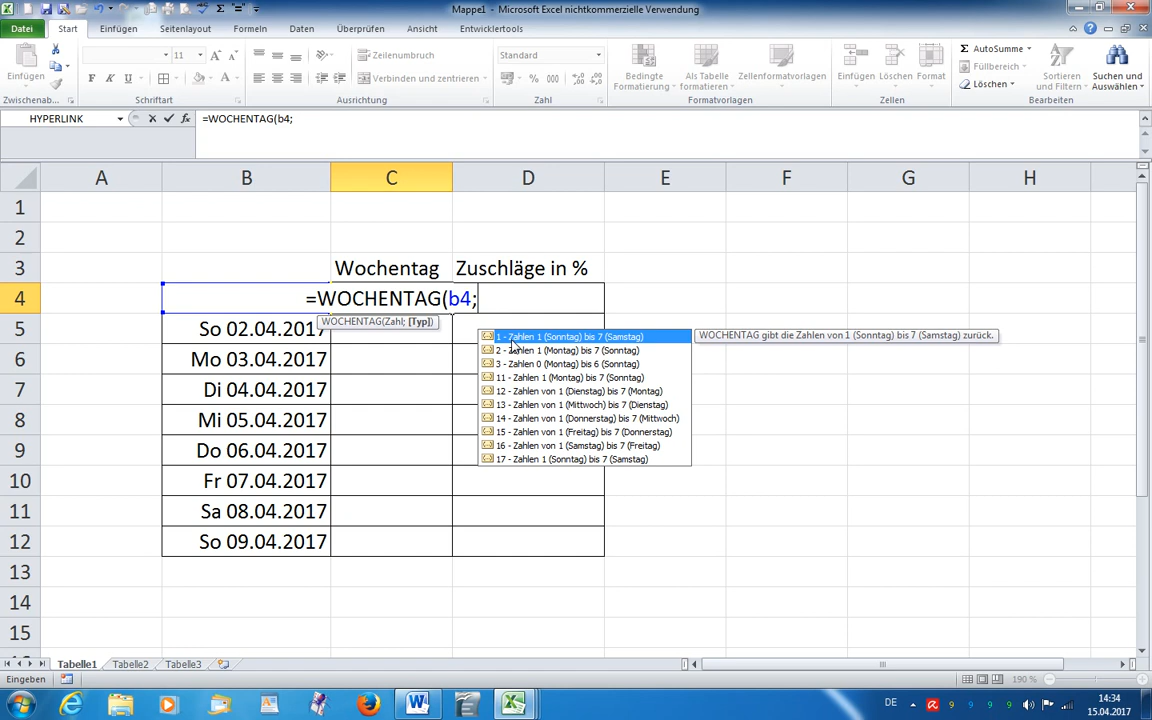 Mappe1 - Microsoft Excel nichtkommerzielle Verwendung
Datei Start Einfügen Seitenlayout Formeln Daten Überprüfen Ansicht Entwicklertools
11 Zeilenumbruch Standard AutoSumme
Füllbereich
Einfügen F K U Verbinden und zentrieren % 000 Bedingte Formatierung Als Tabelle formatieren Zellenformatvorlagen Einfügen Löschen Format Löschen Sortieren und Filtern Suchen und Auswählen
Zwischenab... Schriftart Ausrichtung Zahl Formatvorlagen Zellen Bearbeiten
HYPERLINK fx =WOCHENTAG(b4;
A B C D E F G H
1
2
3 Wochentag Zuschläge in %
4 =WOCHENTAG(b4;
WOCHENTAG(Zahl; [Typ])
5 So 02.04.2017
6 Mo 03.04.2017
7 Di 04.04.2017
8 Mi 05.04.2017
9 Do 06.04.2017
10 Fr 07.04.2017
11 Sa 08.04.2017
12 So 09.04.2017
13
14
15
1 - Zahlen 1 (Sonntag) bis 7 (Samstag)
WOCHENTAG gibt die Zahlen von 1 (Sonntag) bis 7 (Samstag) zurück.
2 - Zahlen 1 (Montag) bis 7 (Sonntag)
3 - Zahlen 0 (Montag) bis 6 (Sonntag)
11 - Zahlen 1 (Montag) bis 7 (Sonntag)
12 - Zahlen von 1 (Dienstag) bis 7 (Montag)
13 - Zahlen von 1 (Mittwoch) bis 7 (Dienstag)
14 - Zahlen von 1 (Donnerstag) bis 7 (Mittwoch)
15 - Zahlen von 1 (Freitag) bis 7 (Donnerstag)
16 - Zahlen von 1 (Samstag) bis 7 (Freitag)
17 - Zahlen 1 (Sonntag) bis 7 (Samstag)
Tabelle1 Tabelle2 Tabelle3
Eingeben 190 %
DE 9 9 9 9 14:34
15.04.2017